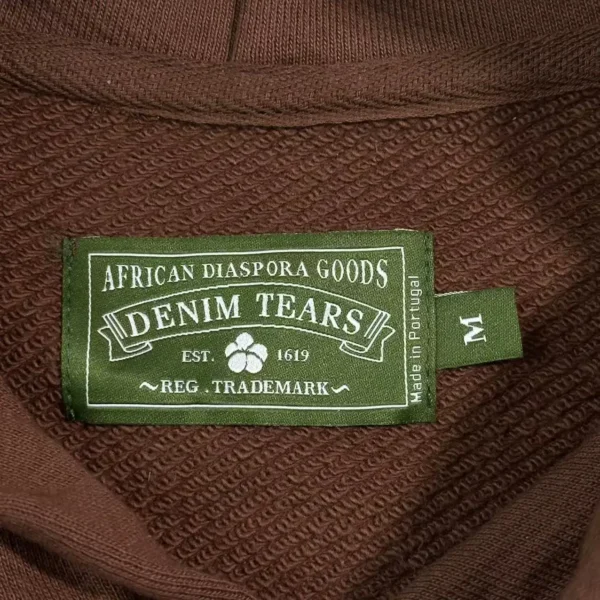 AFRICAN DIASPORA GOODS
DENIM TEARS
EST. 1619
~REG .TRADEMARK~
Made in Portugal
M